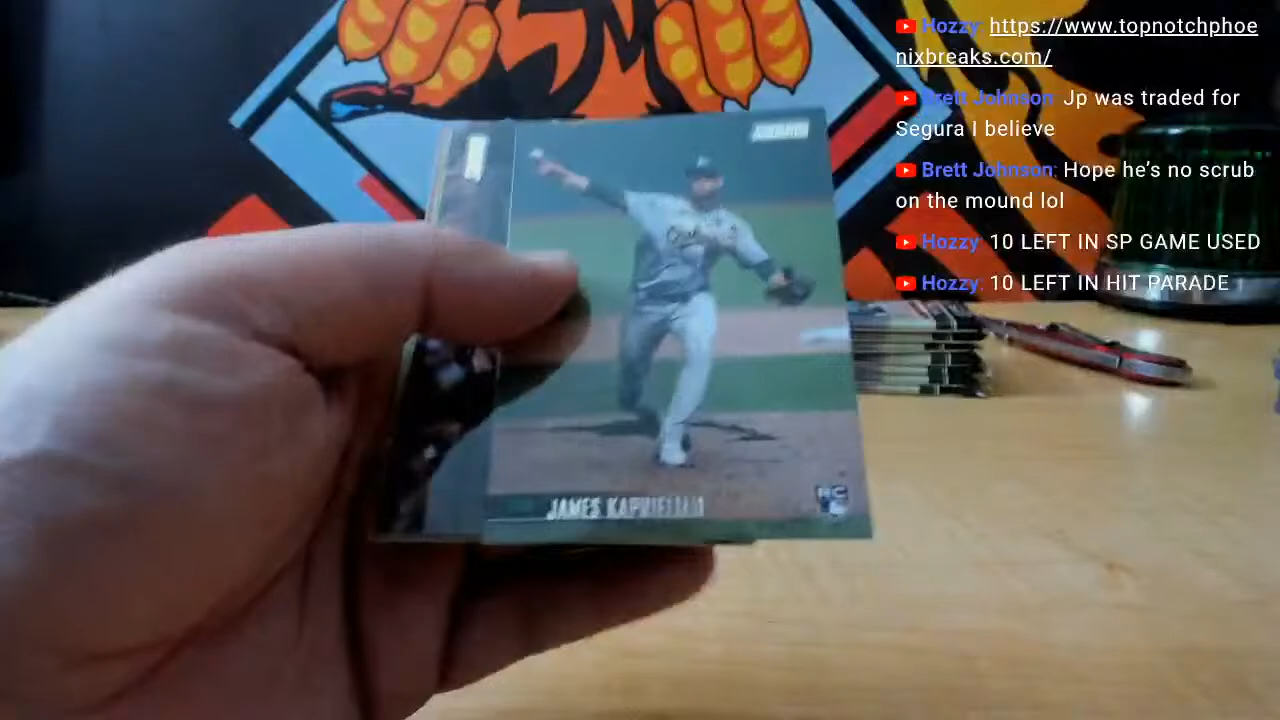 Hozzy: https://www.topnotchphoe
nixbreaks.com/
Brett Johnson: Jp was traded for
Segura I believe
Brett Johnson: Hope he's no scrub
on the mound lol
Hozzy: 10 LEFT IN SP GAME USED
Hozzy: 10 LEFT IN HIT PARADE
JAMES KAPRIELIAN
RC